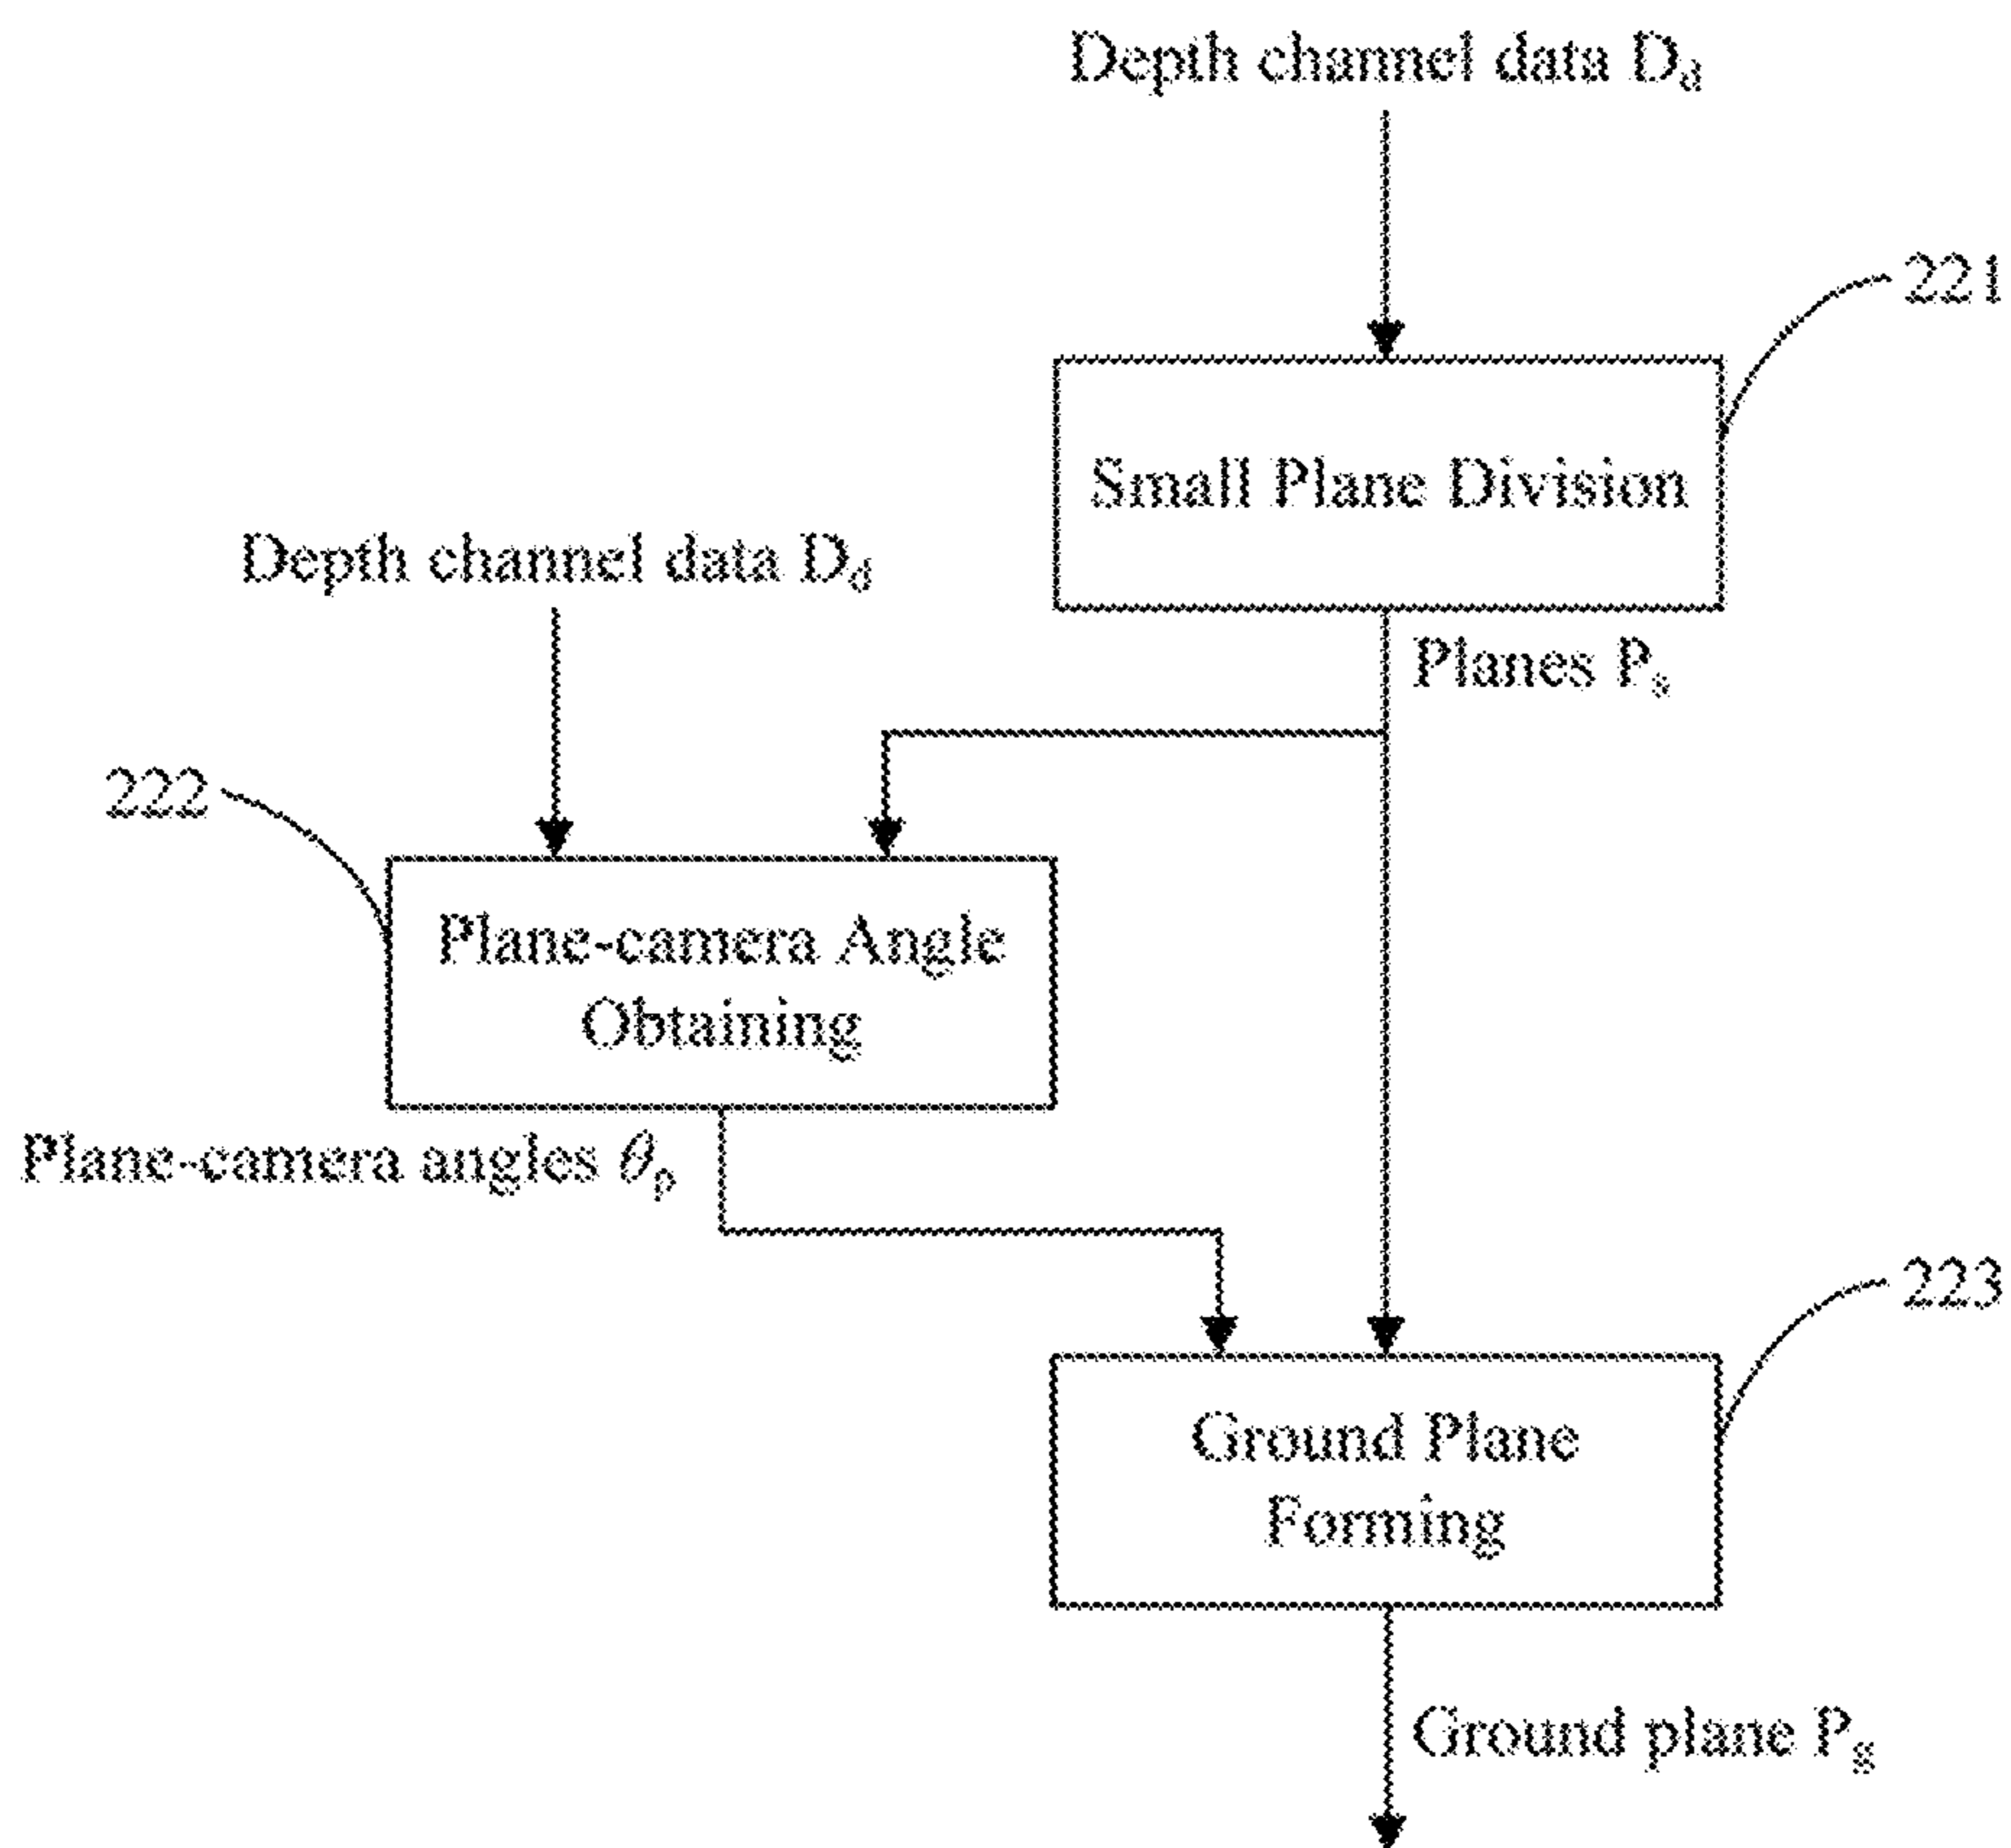 Depth channel data D_d
221
Small Plane Division
Depth channel data D_d
Planes P_s
222
Plane-camera Angle
Obtaining
Plane-camera angles θ_p
223
Ground Plane
Forming
Ground plane P_g